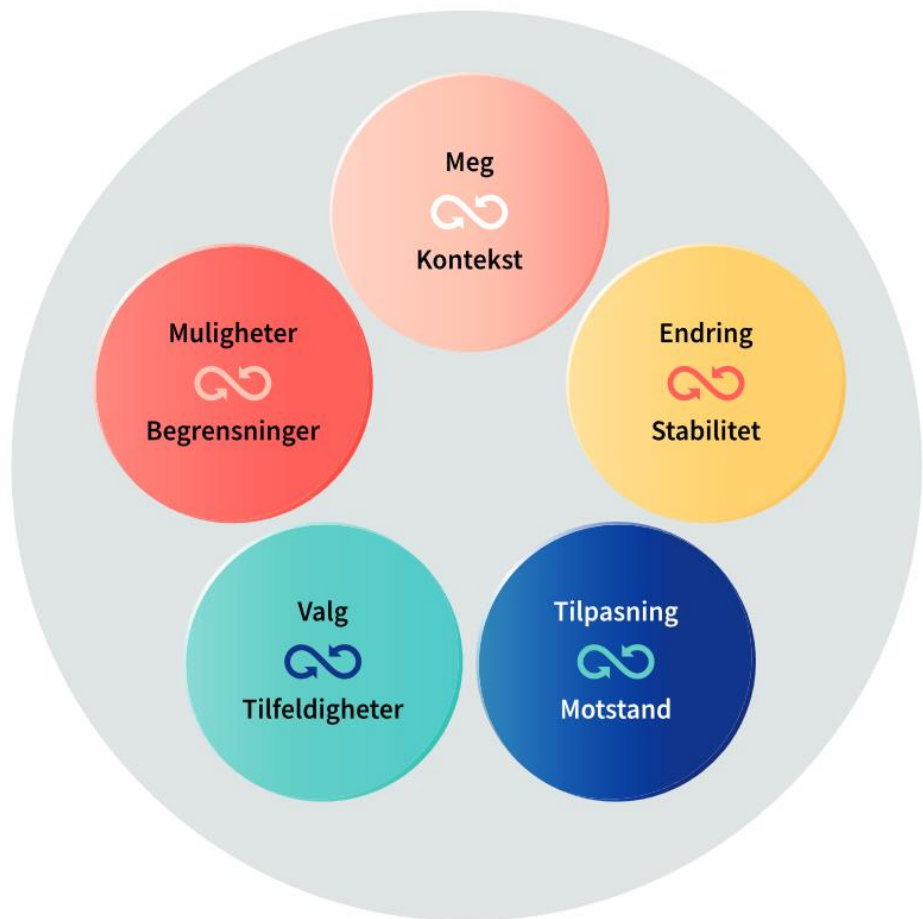 Meg
Kontekst
Muligheter
Begrensninger
Endring
Stabilitet
Valg
Tilfeldigheter
Tilpasning
Motstand